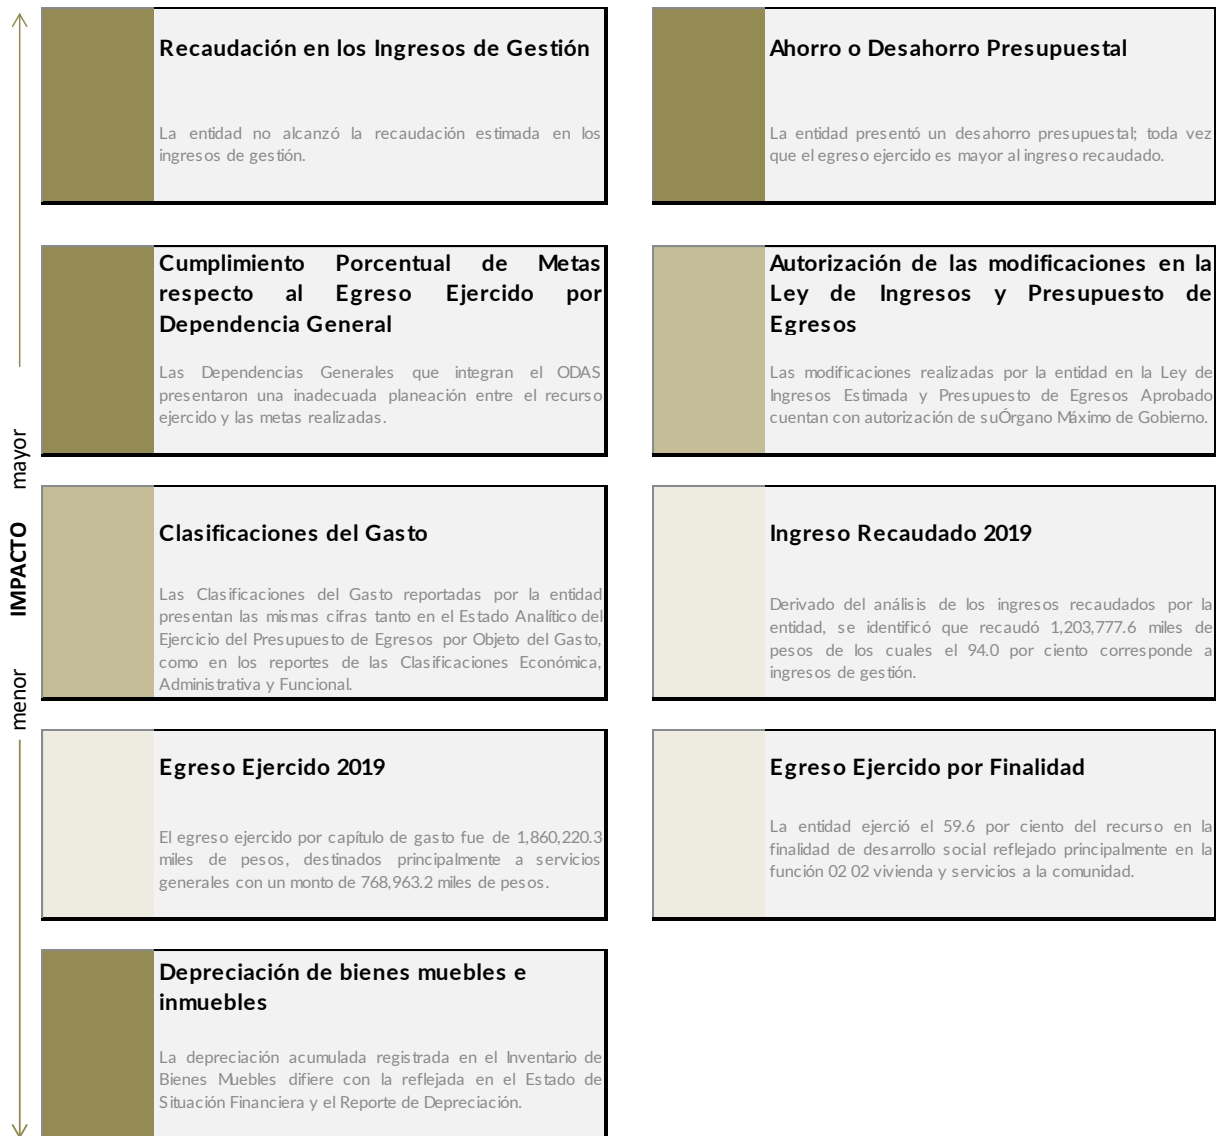 Recaudación en los Ingresos de Gestión
La entidad no alcanzó la recaudación estimada en los
ingresos de gestión.
Ahorro o Desahorro Presupuestal
La entidad presentó un desahorro presupuestal; toda vez
que el egreso ejercido es mayor al ingreso recaudado.
Cumplimiento Porcentual de Metas
respecto al Egreso Ejercido por
Dependencia General
Las Dependencias Generales que integran el ODAS
presentaron una inadecuada planeación entre el recurso
ejercido y las metas realizadas.
Autorización de las modificaciones en la
Ley de Ingresos y Presupuesto de
Egresos
Las modificaciones realizadas por la entidad en la Ley de
Ingresos Estimada y Presupuesto de Egresos Aprobado
cuentan con autorización de suÓrgano Máximo de Gobierno.
mayor
IMPACTO
menor
Clasificaciones del Gasto
Las Clasificaciones del Gasto reportadas por la entidad
presentan las mismas cifras tanto en el Estado Analítico del
Ejercicio del Presupuesto de Egresos por Objeto del Gasto,
como en los reportes de las Clasificaciones Económica,
Administrativa y Funcional.
Ingreso Recaudado 2019
Derivado del análisis de los ingresos recaudados por la
entidad, se identificó que recaudó 1,203,777.6 miles de
pesos de los cuales el 94.0 por ciento corresponde a
ingresos de gestión.
Egreso Ejercido 2019
El egreso ejercido por capítulo de gasto fue de 1,860,220.3
miles de pesos, destinados principalmente a servicios
generales con un monto de 768,963.2 miles de pesos.
Egreso Ejercido por Finalidad
La entidad ejerció el 59.6 por ciento del recurso en la
finalidad de desarrollo social reflejado principalmente en la
función 02 02 vivienda y servicios a la comunidad.
Depreciación de bienes muebles e
inmuebles
La depreciación acumulada registrada en el Inventario de
Bienes Muebles difiere con la reflejada en el Estado de
Situación Financiera y el Reporte de Depreciación.